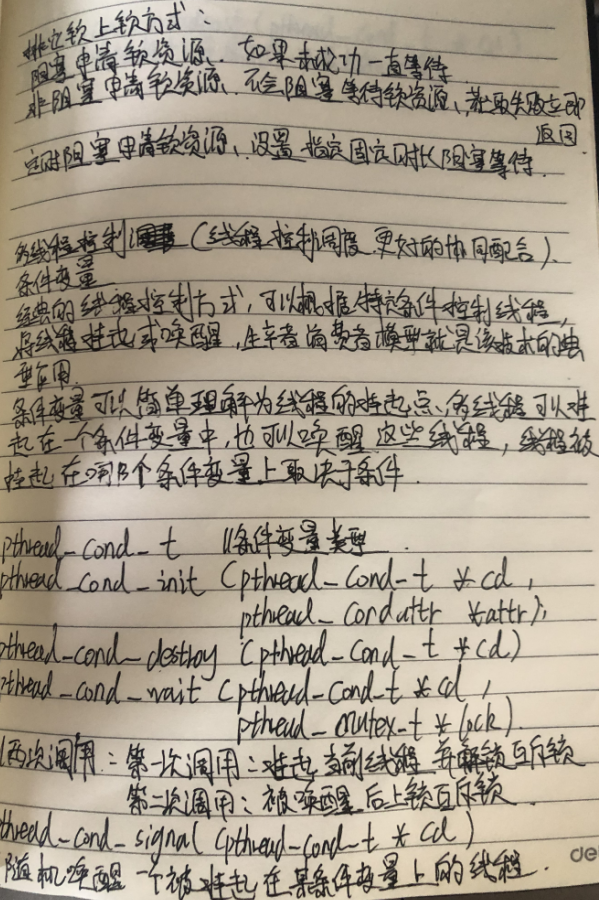 排它锁上锁方式：
阻塞申请锁资源、如果未成功一直等待
非阻塞申请锁资源、不会阻塞等待锁资源、获取失败立即
返回
定时阻塞申请锁资源、设置指定固定时长阻塞等待.
多线程控制调度（线程控制调度 更好的协同配合）.
条件变量
经典的线程控制方式，可以根据特定条件控制线程，
将线程挂起或唤醒，生产者消费者模型就是该技术的典
型作用.
条件变量可以简单理解为线程的挂起点、多线程可以挂
起在一个条件变量中，也可以唤醒这些线程，线程被
挂起在哪个条件变量上取决于条件.
pthread_cond_t //条件变量类型.
pthread_cond_init (pthread_cond_t *cd,
pthread_condattr *attr);
pthread_cond_destroy (pthread_cond_t *cd)
pthread_cond_wait (pthread_cond_t *cd,
pthread_mutex_t *lock).
(两次调用：第一次调用：挂起当前线程 并解锁互斥锁
第二次调用：被唤醒后上锁互斥锁.
thread_cond_signal (pthread_cond_t *cd)
随机唤醒一个被挂起在某条件变量上的线程.
de